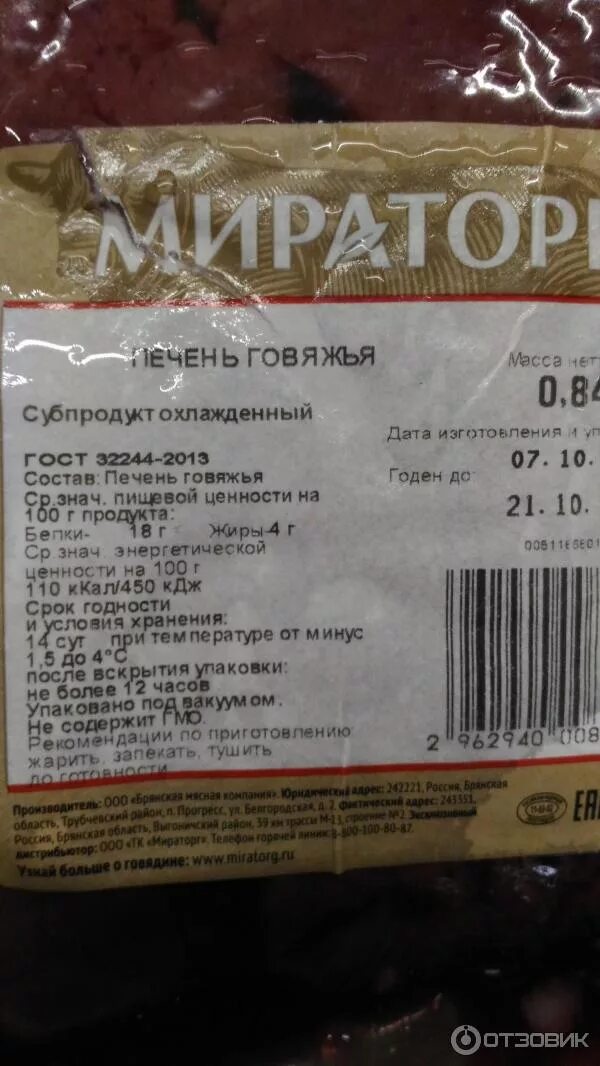 МИРАТОРГ
ПЕЧЕНЬ ГОВЯЖЬЯ
Субпродукт охлажденный
ГОСТ 32244-2013
Состав: Печень говяжья
Ср.знач. пищевой ценности на
100 г продукта:
Белки- 18 г Жиры-4 г
Ср.знач. энергетической
ценности на 100 г
110 кКал/450 кДж
Срок годности
и условия хранения:
14 сут при температуре от минус
1,5 до 4°С
после вскрытия упаковки:
не более 12 часов
Упаковано под вакуумом.
Не содержит ГМО.
Рекомендации по приготовлению:
жарить, запекать, тушить
до готовности
Масса нет
0,84
Дата изготовления и уп
07. 10.
Годен до:
21. 10.
2 962940 008
Производитель: ООО «Брянская мясная компания». Юридический адрес: 242221, Россия, Брянская
область, Трубчевский район, п. Прогресс, ул. Белгородская, д. 2. фактический адрес: 243351,
Россия, Брянская область, Выгоничский район, 39 км трассы М-13, строение №2. Эксклюзивный
дистрибьютор: ООО «ТК «Мираторг». Телефон горячей линии: 8-800-100-80-87.
Узнай больше о говядине: www.miratorg.ru
ЕАС
ОТЗОВИК